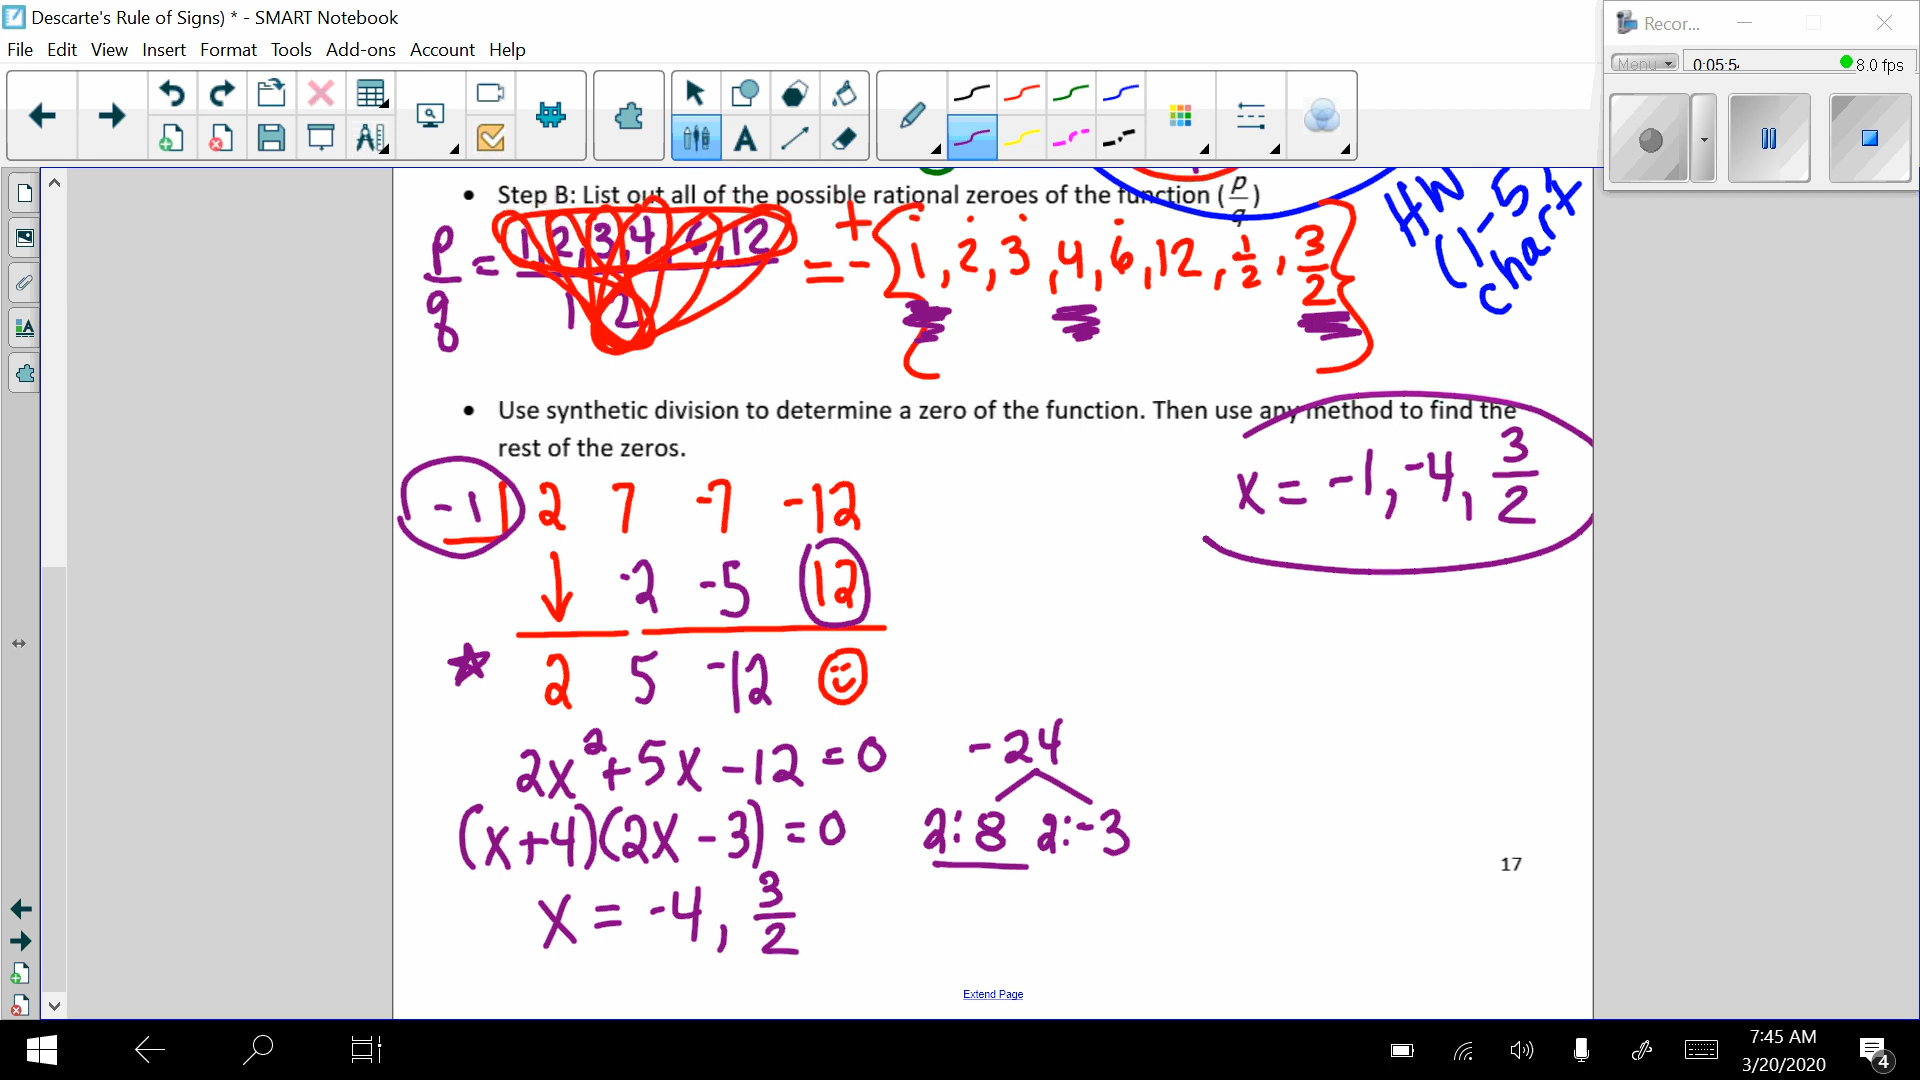 Descarte's Rule of Signs) * - SMART Notebook
File Edit View Insert Format Tools Add-ons Account Help
Recor...
Menu 0:05:54 8.0 fps
• Step B: List out all of the possible rational zeroes of the function (p/q)
HW
1-5
(
chart
p/q = 1, 2, 3, 4, 6, 12 / 1 2 = ± { 1, 2, 3, 4, 6, 12, 1/2, 3/2 }
• Use synthetic division to determine a zero of the function. Then use any method to find the
rest of the zeros.
x = -1, -4, 3/2
-1 | 2 7 -7 -12
-2 -5 12
2 5 -12
2x² + 5x - 12 = 0
-24
(x+4)(2x-3) = 0
2: 8 2: -3
x = -4, 3/2
17
Extend Page
7:45 AM
3/20/2020
4